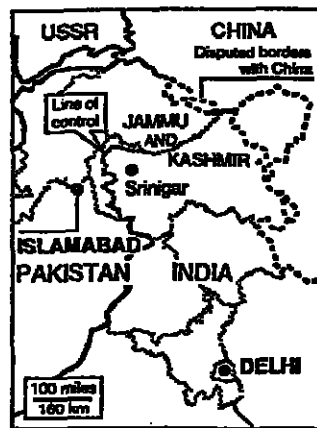 USSR
CHINA
Disputed borders
with China
Line of
control
JAMMU
AND
KASHMIR
Srinigar
ISLAMABAD
PAKISTAN
INDIA
DELHI
100 miles
160 km